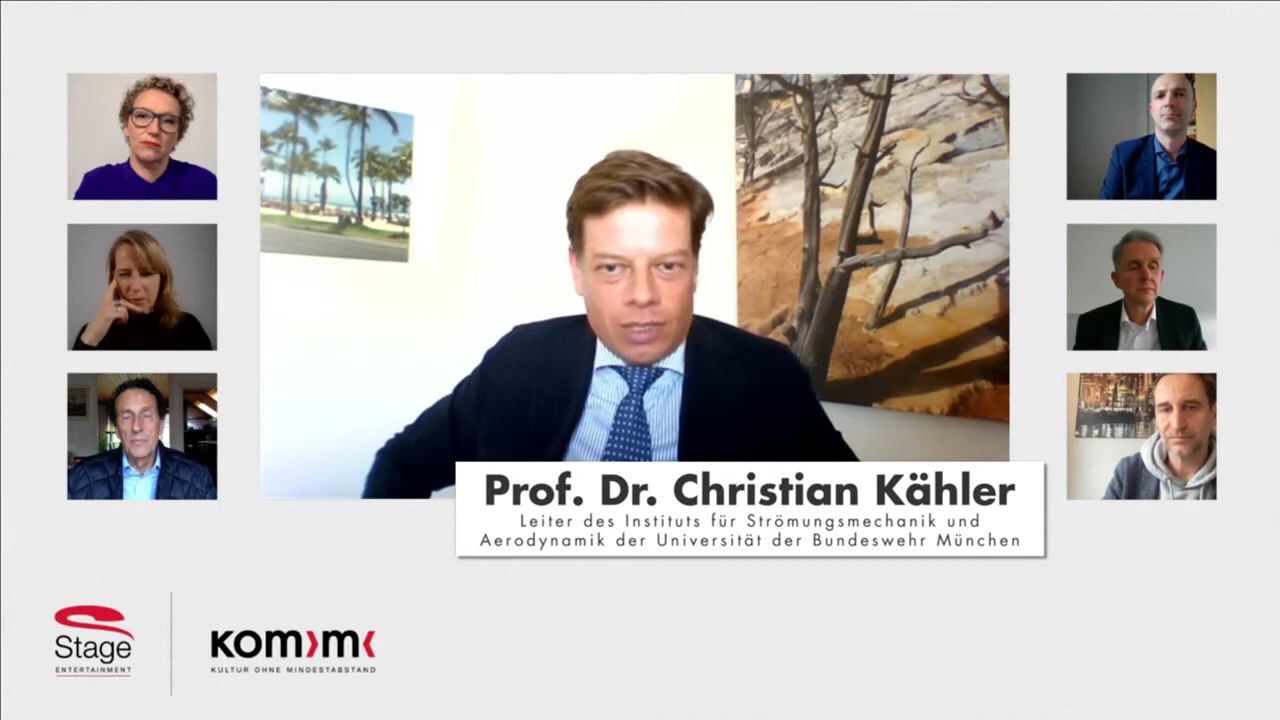 Prof. Dr. Christian Kähler
Leiter des Instituts für Strömungsmechanik und
Aerodynamik der Universität der Bundeswehr München
Stage
ENTERTAINMENT
KOM>M<
KULTUR OHNE MINDESTABSTAND